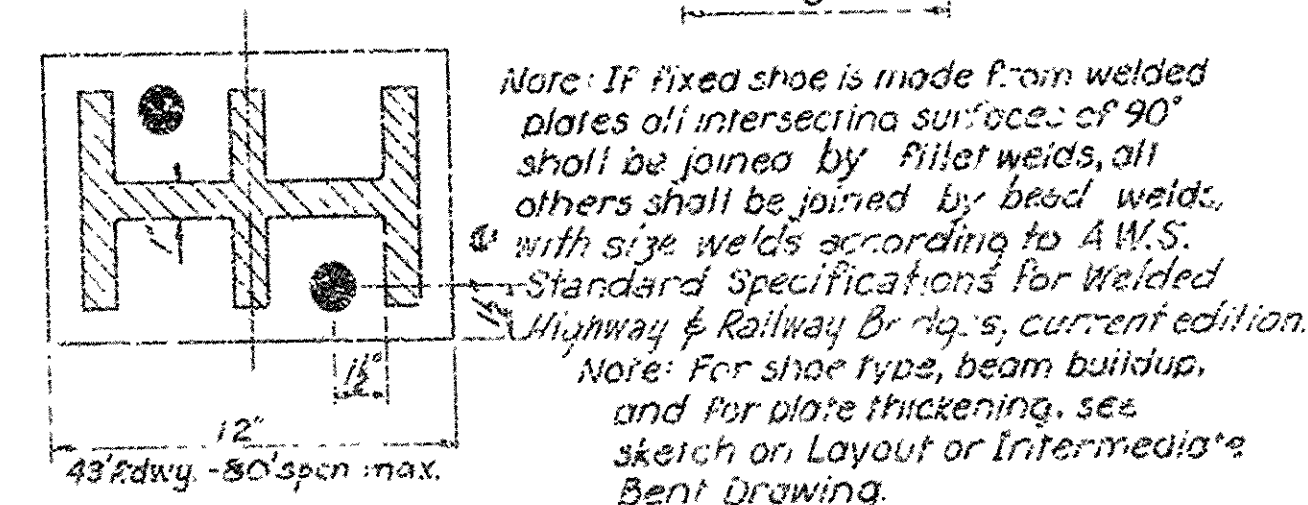 Note: If fixed shoe is made from welded
plates all intersecting surfaces of 90°
shall be joined by fillet welds, all
others shall be joined by bead welds,
with size welds according to A.W.S.
Standard Specifications for Welded
Highway & Railway Bridges, current edition.
Note: For shoe type, beam buildup,
and for plate thickening, see
sketch on Layout or Intermediate
Bent Drawing.
1"
1½"
1½"
12"
43' Rdwy. - 80' span max.